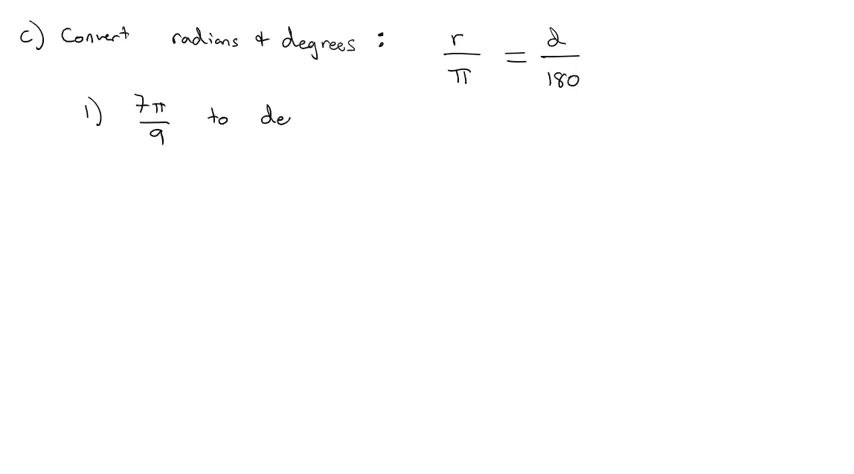 c) Convert radians & degrees : r/π = d/180
1) 7π/9 to de